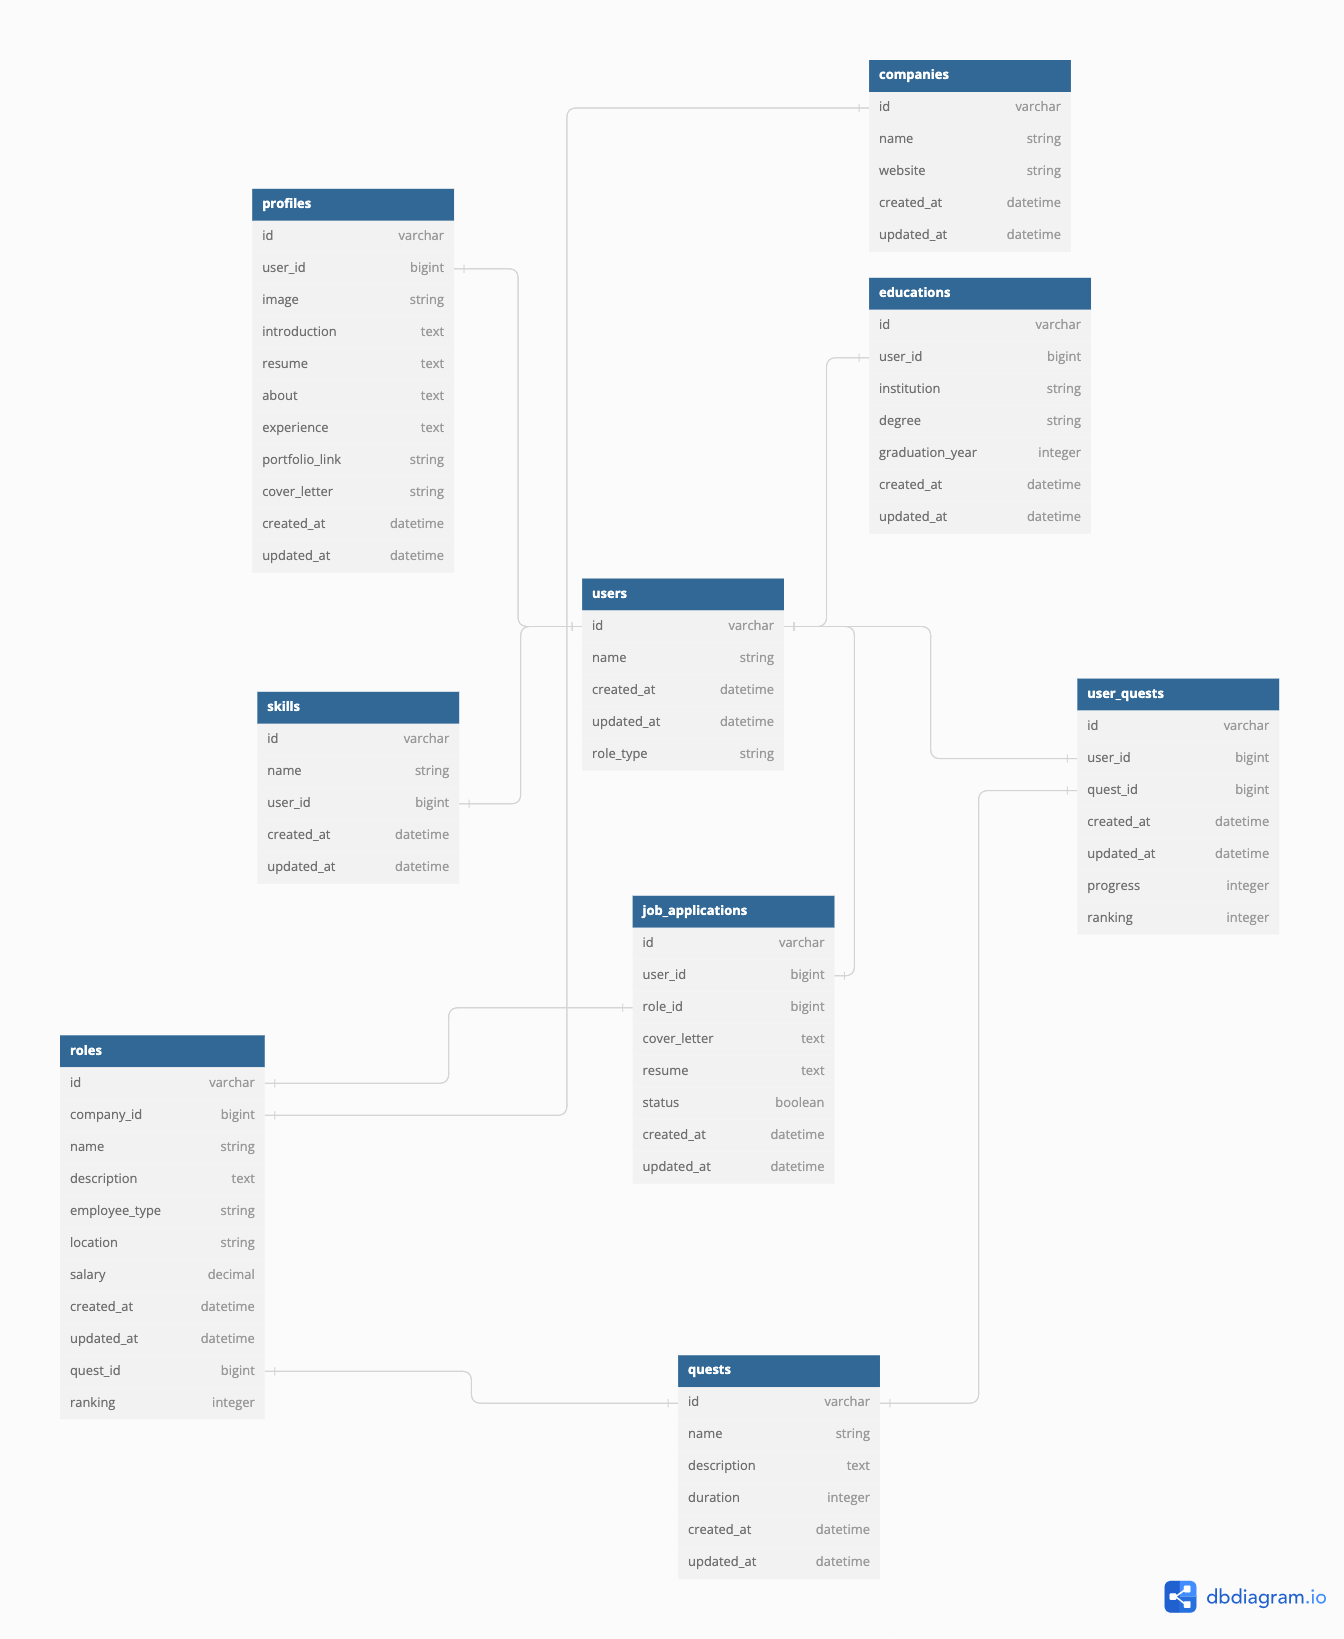 companies
id varchar
name string
website string
created_at datetime
updated_at datetime
profiles
id varchar
user_id bigint
image string
introduction text
resume text
about text
experience text
portfolio_link string
cover_letter string
created_at datetime
updated_at datetime
educations
id varchar
user_id bigint
institution string
degree string
graduation_year integer
created_at datetime
updated_at datetime
users
id varchar
name string
created_at datetime
updated_at datetime
role_type string
skills
id varchar
name string
user_id bigint
created_at datetime
updated_at datetime
user_quests
id varchar
user_id bigint
quest_id bigint
created_at datetime
updated_at datetime
progress integer
ranking integer
job_applications
id varchar
user_id bigint
role_id bigint
cover_letter text
resume text
status boolean
created_at datetime
updated_at datetime
roles
id varchar
company_id bigint
name string
description text
employee_type string
location string
salary decimal
created_at datetime
updated_at datetime
quest_id bigint
ranking integer
quests
id varchar
name string
description text
duration integer
created_at datetime
updated_at datetime
dbdiagram.io